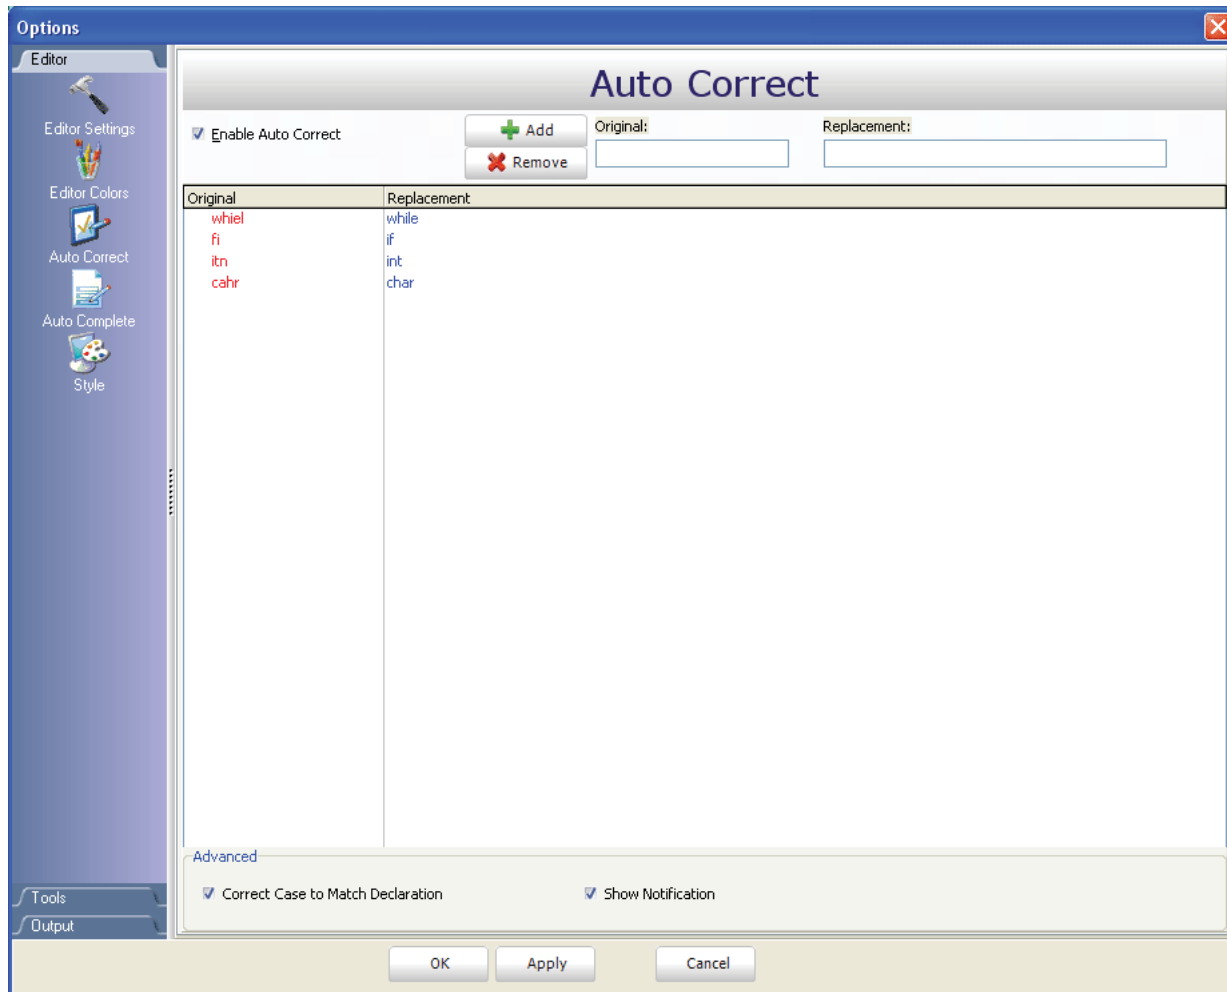 Options
Editor
Editor Settings
Editor Colors
Auto Correct
Auto Complete
Style
Tools
Output
Auto Correct
Enable Auto Correct
Add
Remove
Original:
Replacement:
Original Replacement
whiel while
fi if
itn int
cahr char
Advanced
Correct Case to Match Declaration
Show Notification
OK
Apply
Cancel